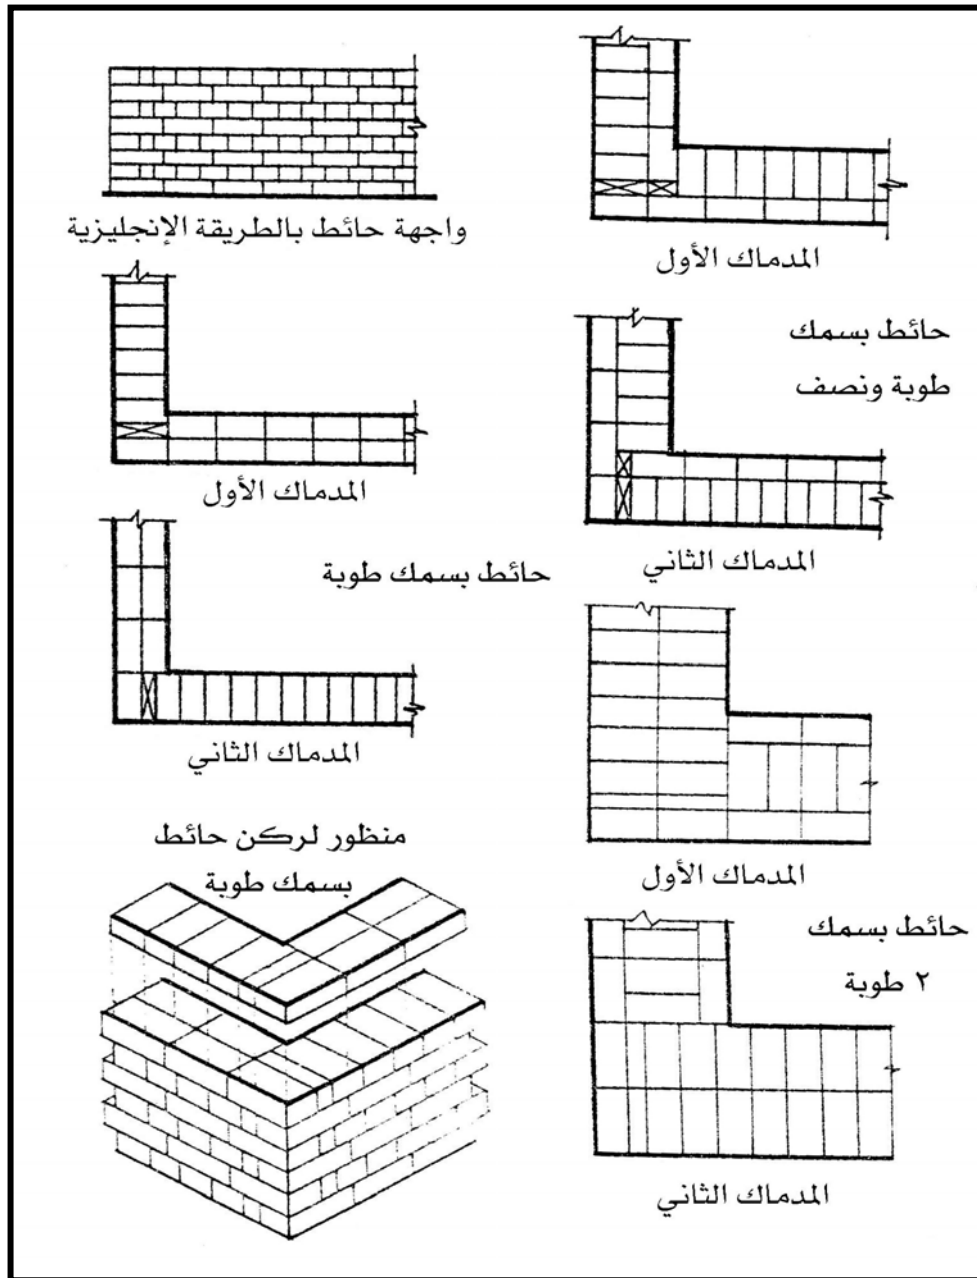 واجهة حائط بالطريقة الإنجليزية
المدماك الأول
المدماك الأول
حائط بسمك
طوبة ونصف
المدماك الثاني
حائط بسمك طوبة
المدماك الثاني
المدماك الأول
منظور لركن حائط
بسمك طوبة
حائط بسمك
٢ طوبة
المدماك الثاني